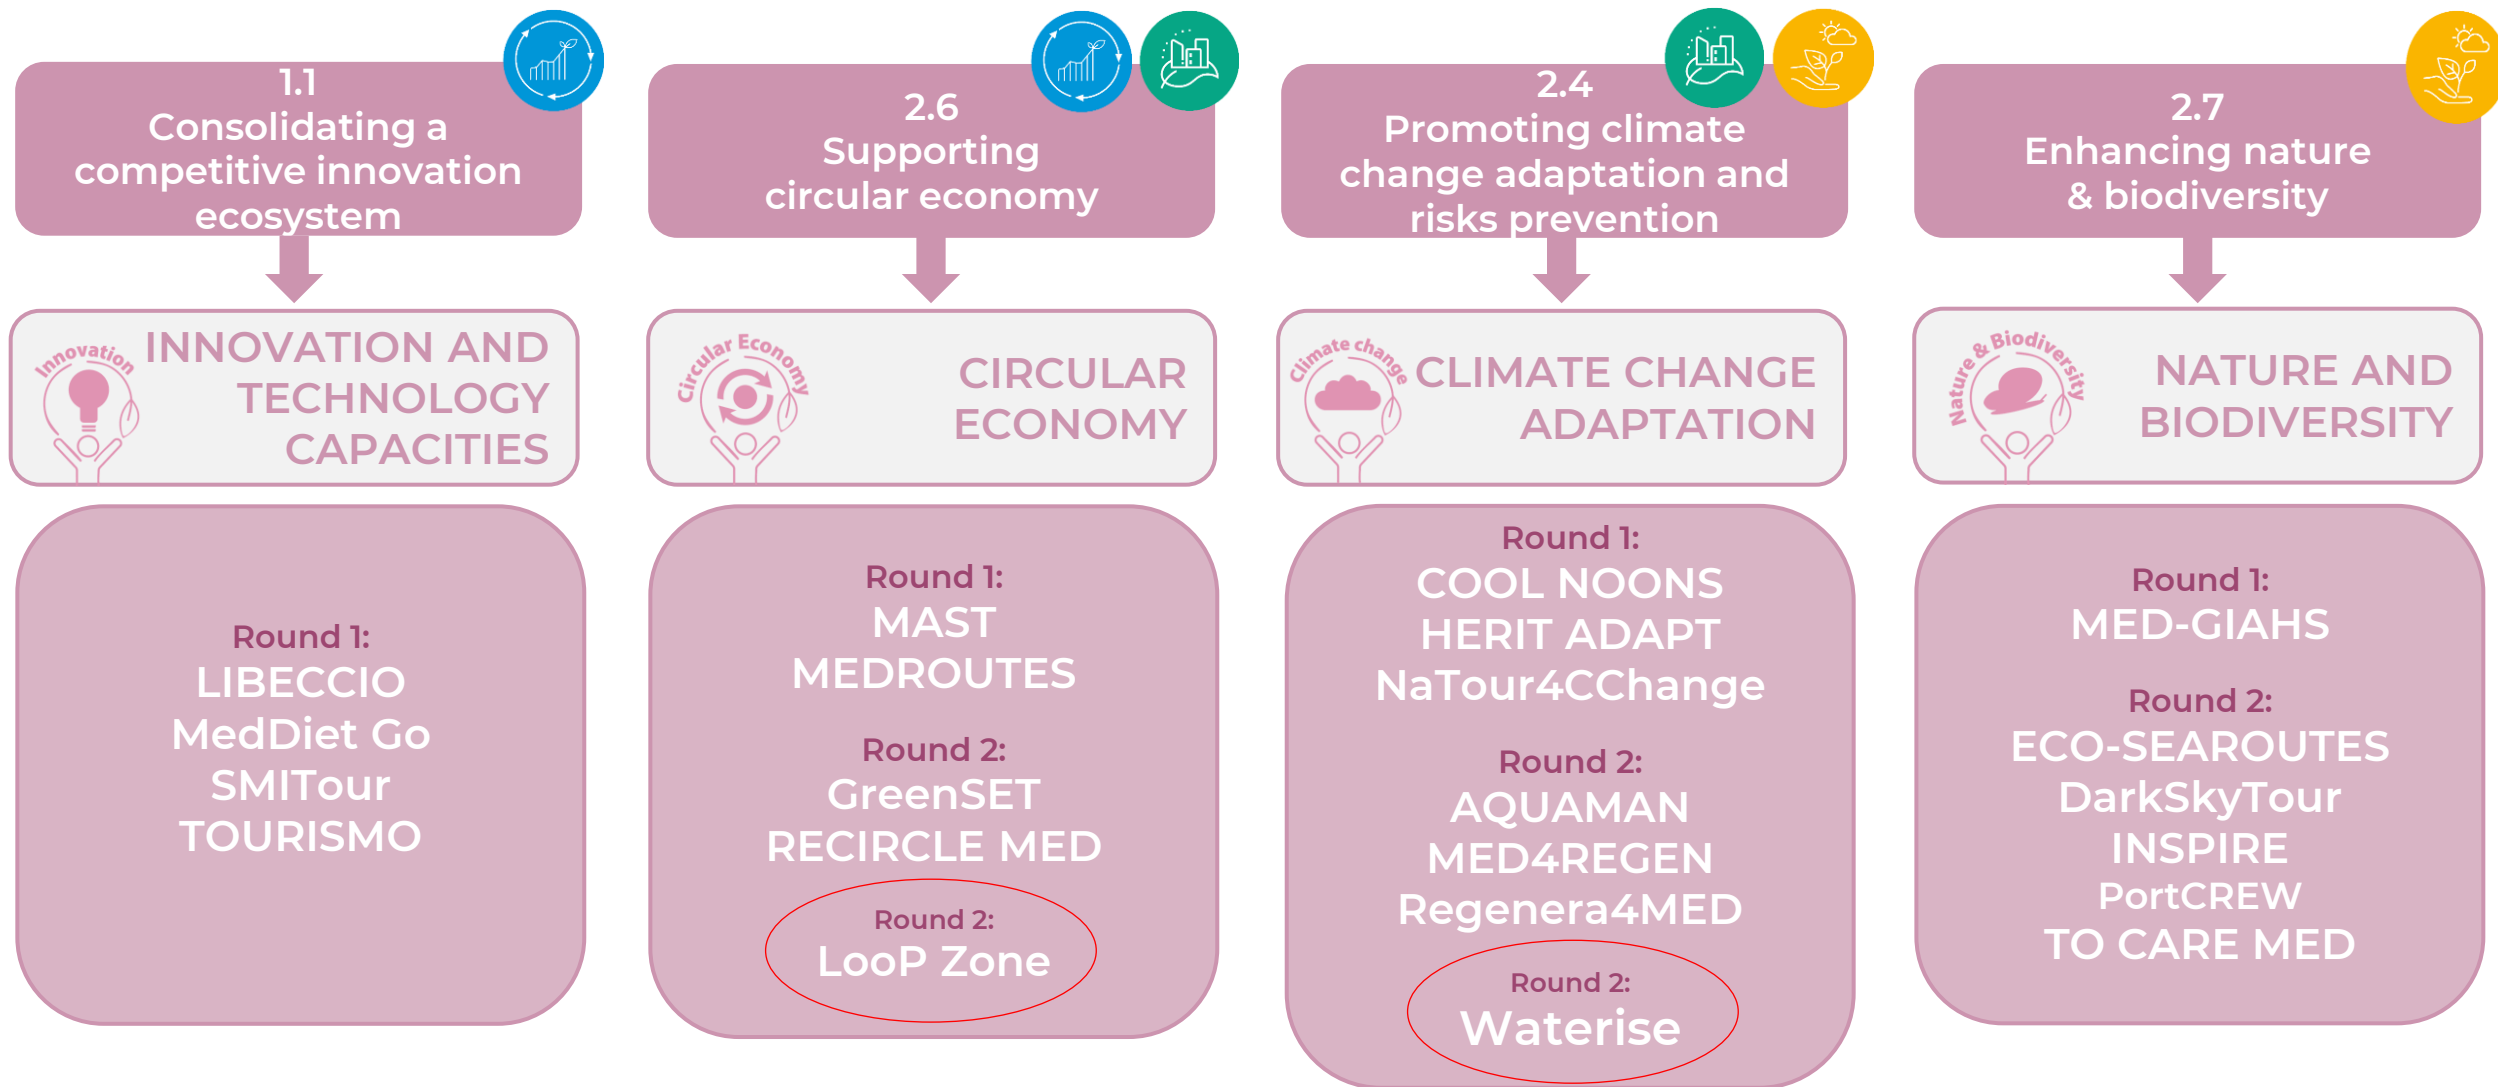 1.1
Consolidating a
competitive innovation
ecosystem
Innovation
INNOVATION AND
TECHNOLOGY
CAPACITIES
Round 1:
LIBECCIO
MedDiet Go
SMITour
TOURISMO
2.6
Supporting
circular economy
Circular Economy
CIRCULAR
ECONOMY
Round 1:
MAST
MEDROUTES
Round 2:
GreenSET
RECIRCLE MED
Round 2:
LooP Zone
2.4
Promoting climate
change adaptation and
risks prevention
Climate change
CLIMATE CHANGE
ADAPTATION
Round 1:
COOL NOONS
HERIT ADAPT
NaTour4CChange
Round 2:
AQUAMAN
MED4REGEN
Regenera4MED
Round 2:
Waterise
2.7
Enhancing nature
& biodiversity
Nature & Biodiversity
NATURE AND
BIODIVERSITY
Round 1:
MED-GIAHS
Round 2:
ECO-SEAROUTES
DarkSkyTour
INSPIRE
PortCREW
TO CARE MED